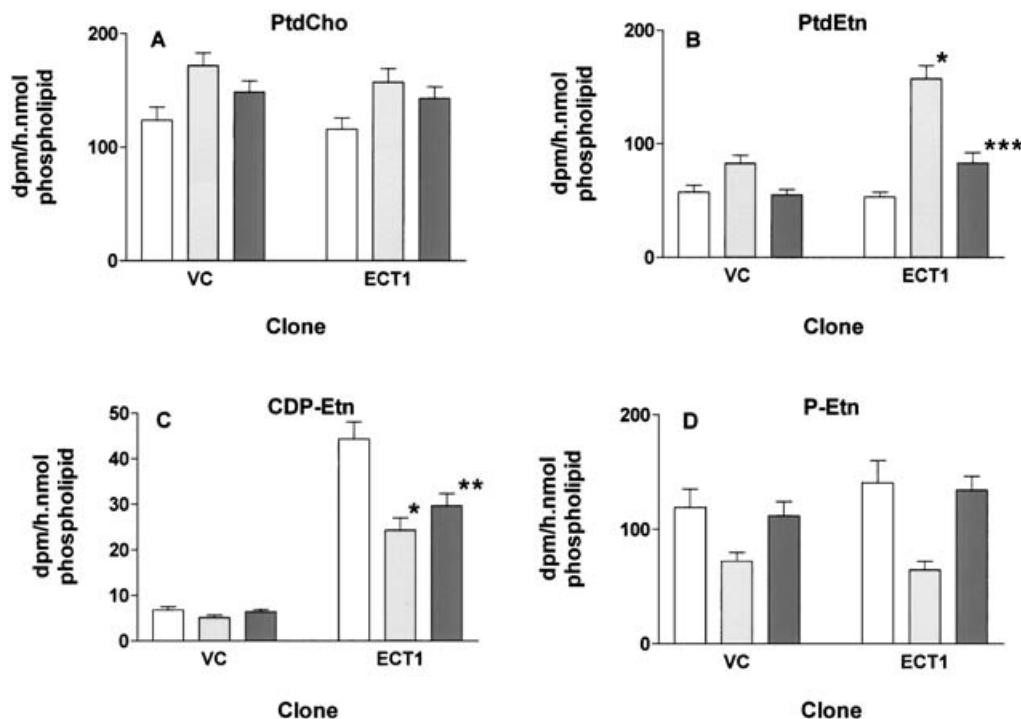 A
PtdCho
dpm/h.nmol
phospholipid
200
100
0
VC
ECT1
Clone
B
PtdEtn
dpm/h.nmol
phospholipid
200
100
0
*
***
VC
ECT1
Clone
C
CDP-Etn
dpm/h.nmol
phospholipid
50
40
30
20
10
0
*
**
VC
ECT1
Clone
D
P-Etn
dpm/h.nmol
phospholipid
200
100
0
VC
ECT1
Clone